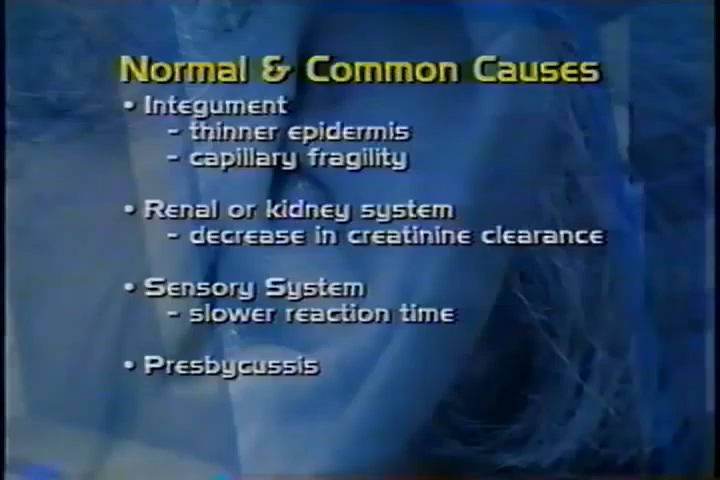 Normal & Common Causes
• Integument
- thinner epidermis
- capillary fragility
• Renal or kidney system
- decrease in creatinine clearance
• Sensory System
- slower reaction time
• Presbycussis